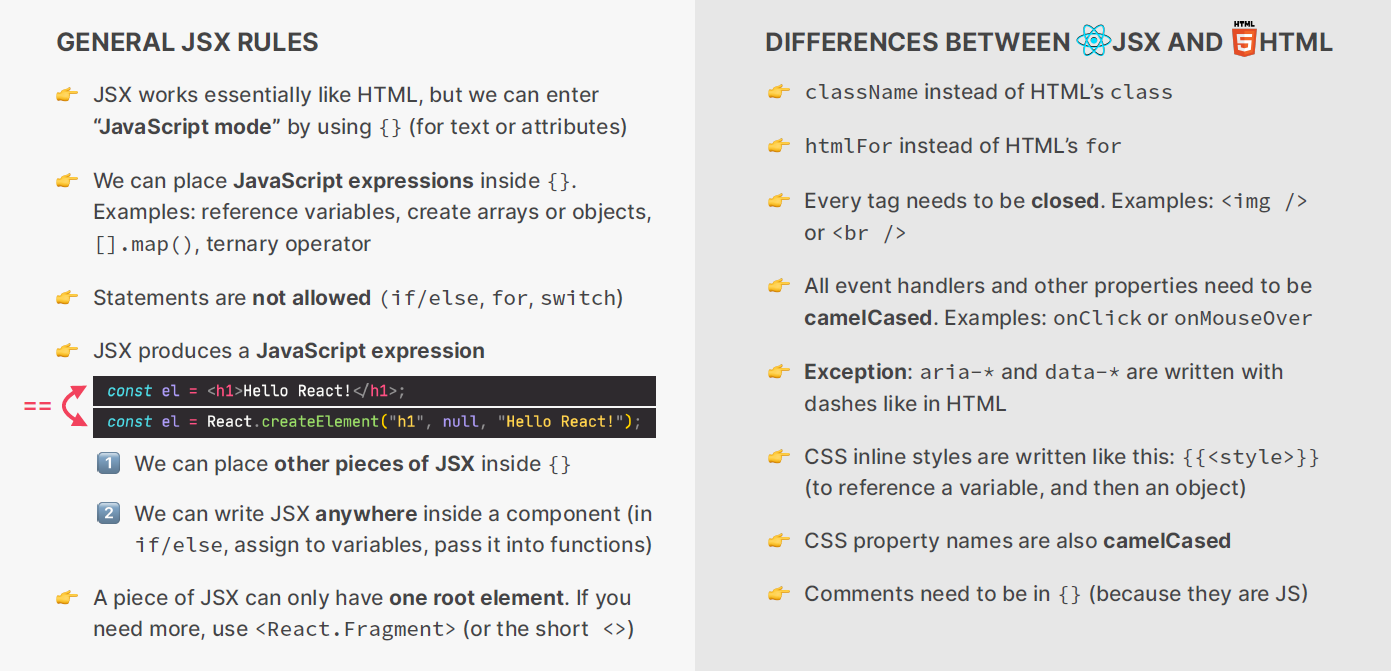 GENERAL JSX RULES
👉 JSX works essentially like HTML, but we can enter
“JavaScript mode” by using {} (for text or attributes)
👉 We can place JavaScript expressions inside {}.
Examples: reference variables, create arrays or objects,
[].map(), ternary operator
👉 Statements are not allowed (if/else, for, switch)
👉 JSX produces a JavaScript expression
const el = <h1>Hello React!</h1>;
==
const el = React.createElement("h1", null, "Hello React!");
1 We can place other pieces of JSX inside {}
2 We can write JSX anywhere inside a component (in
if/else, assign to variables, pass it into functions)
👉 A piece of JSX can only have one root element. If you
need more, use <React.Fragment> (or the short <>)
DIFFERENCES BETWEEN JSX AND HTML 5 HTML
👉 className instead of HTML’s class
👉 htmlFor instead of HTML’s for
👉 Every tag needs to be closed. Examples: <img />
or <br />
👉 All event handlers and other properties need to be
camelCased. Examples: onClick or onMouseOver
👉 Exception: aria-* and data-* are written with
dashes like in HTML
👉 CSS inline styles are written like this: {{<style>}}
(to reference a variable, and then an object)
👉 CSS property names are also camelCased
👉 Comments need to be in {} (because they are JS)